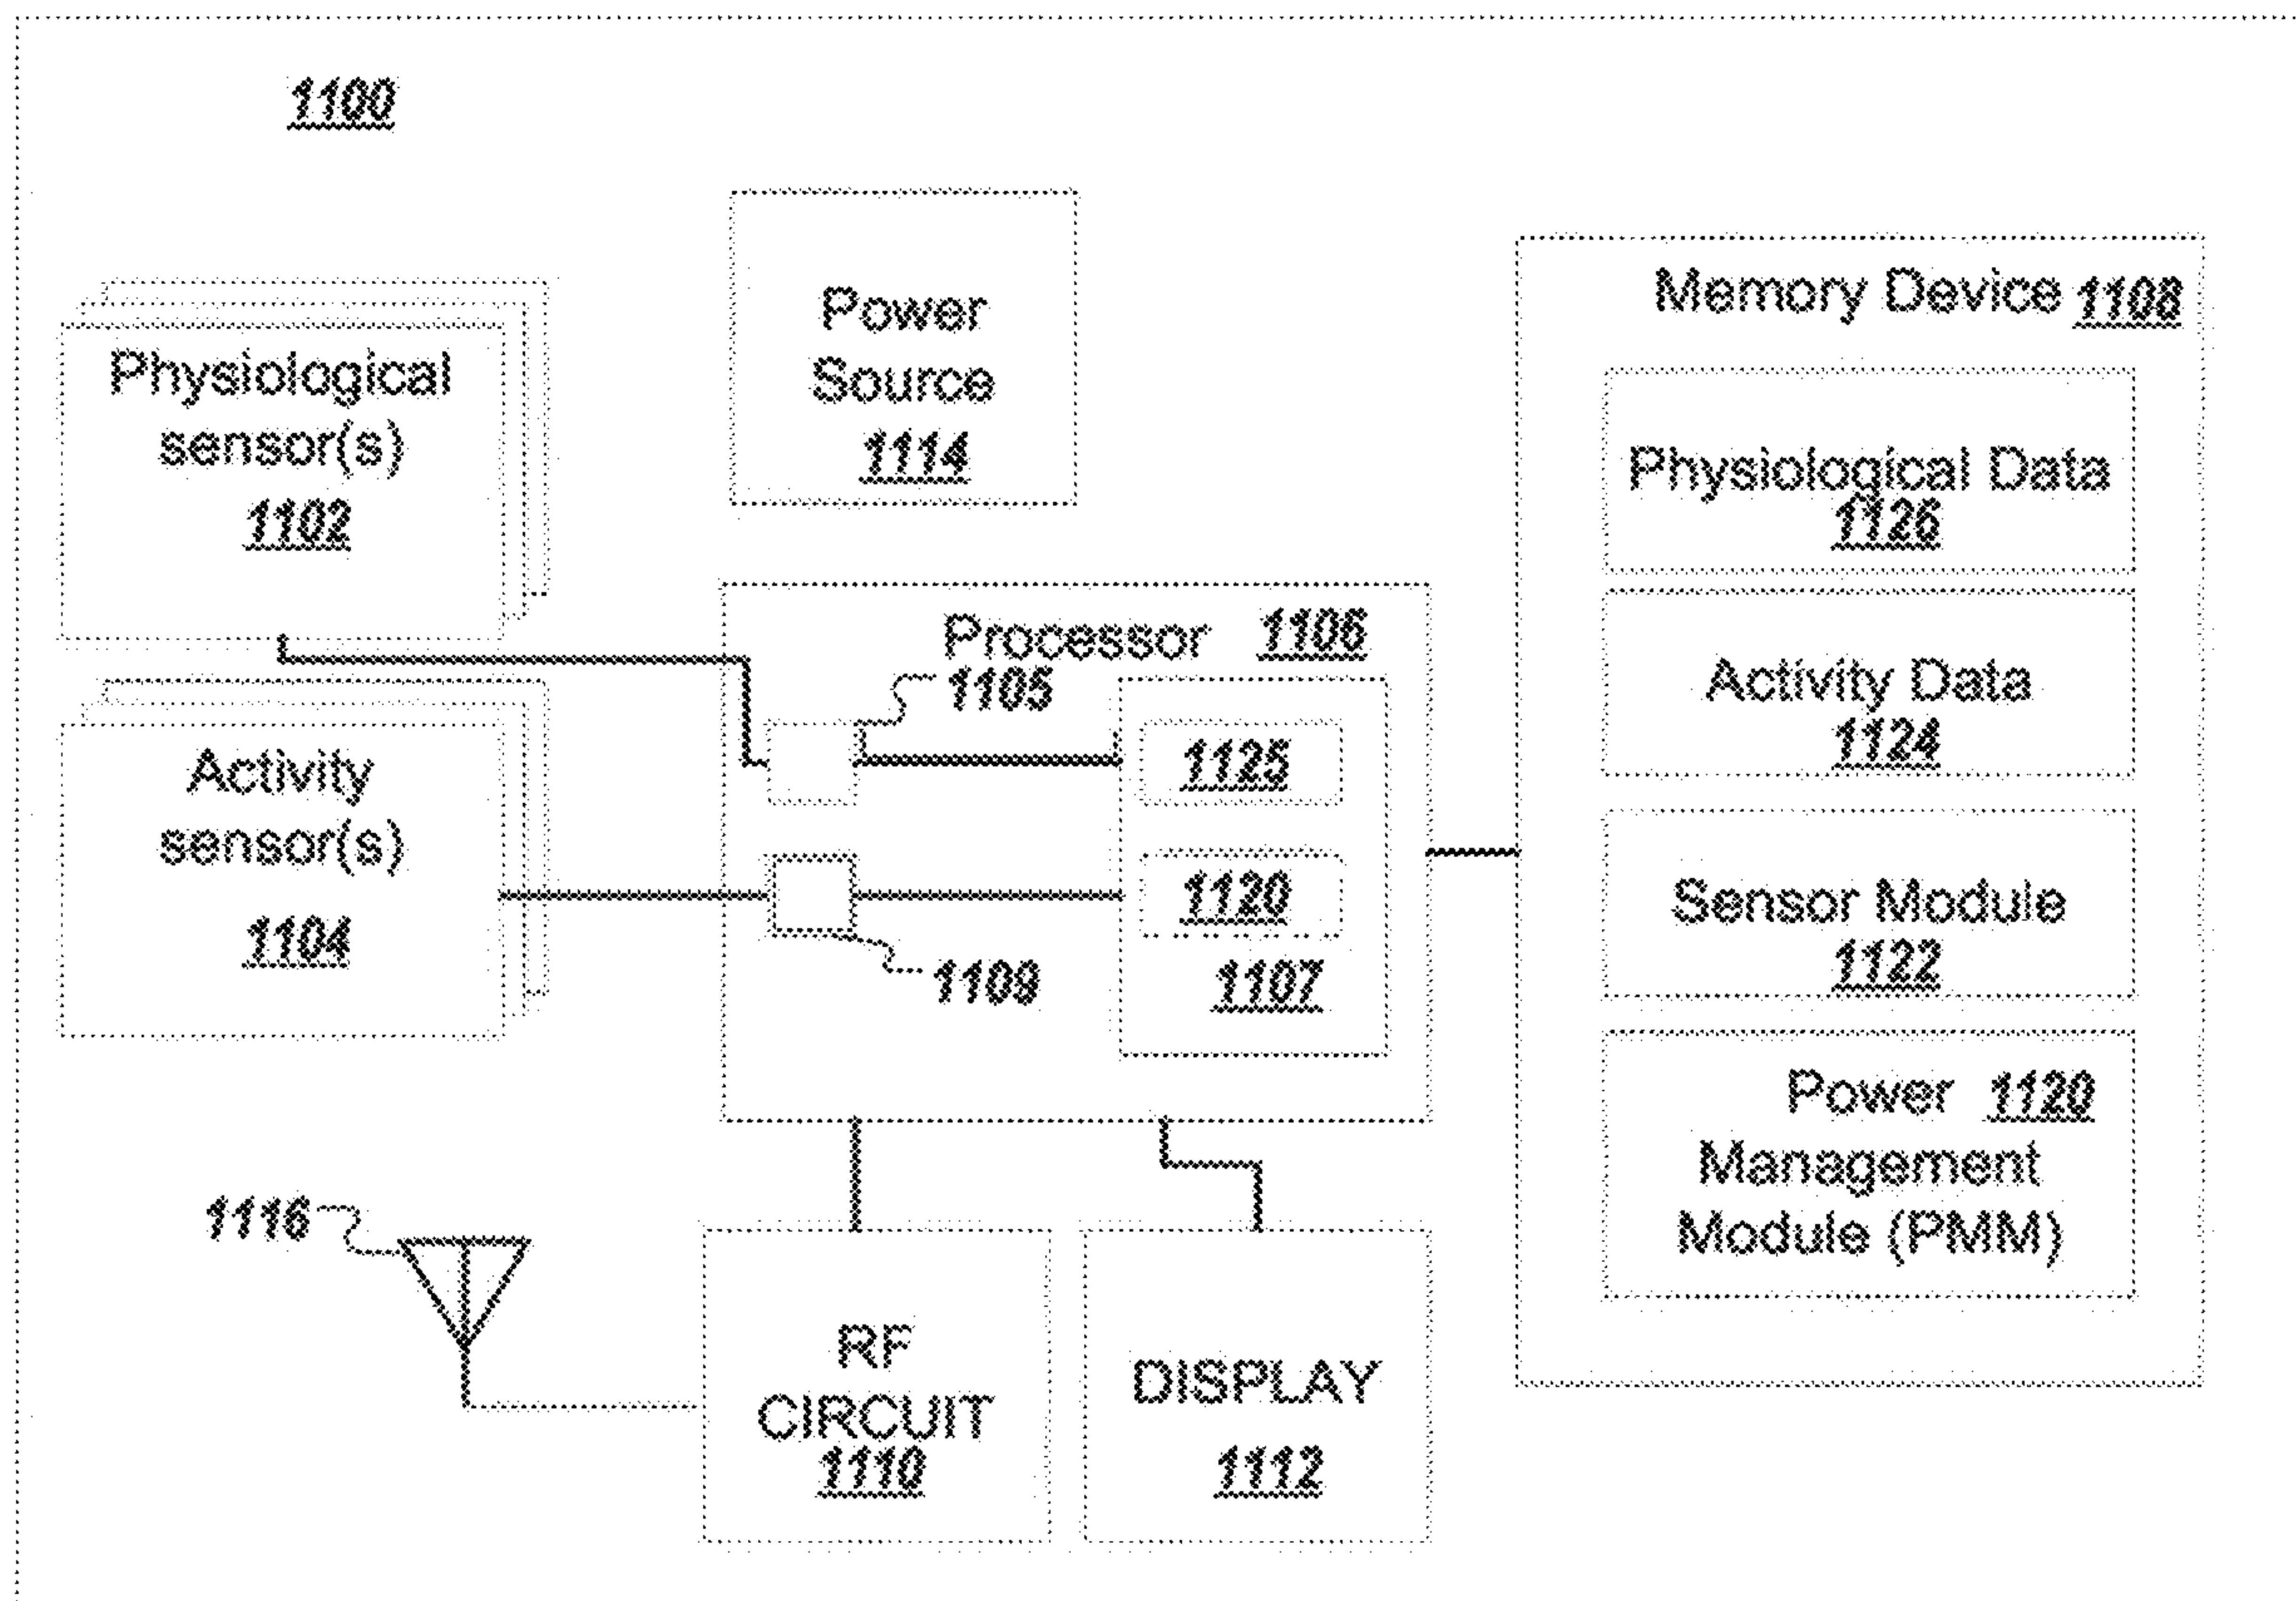 1100
Physiological
sensor(s)
1102
Activity
sensor(s)
1104
Power
Source
1114
Processor 1106
1105
1125
1120
1109
1107
Memory Device 1108
Physiological Data
1126
Activity Data
1124
Sensor Module
1122
Power 1120
Management
Module (PMM)
1116
RF
CIRCUIT
1110
DISPLAY
1112